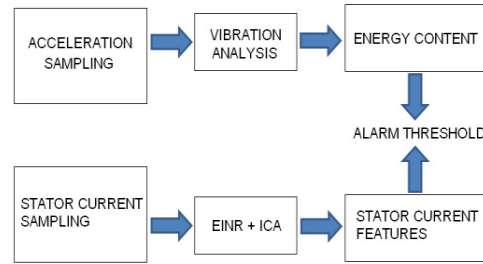 ACCELERATION
SAMPLING
VIBRATION
ANALYSIS
ENERGY CONTENT
ALARM THRESHOLD
STATOR CURRENT
SAMPLING
EINR + ICA
STATOR CURRENT
FEATURES